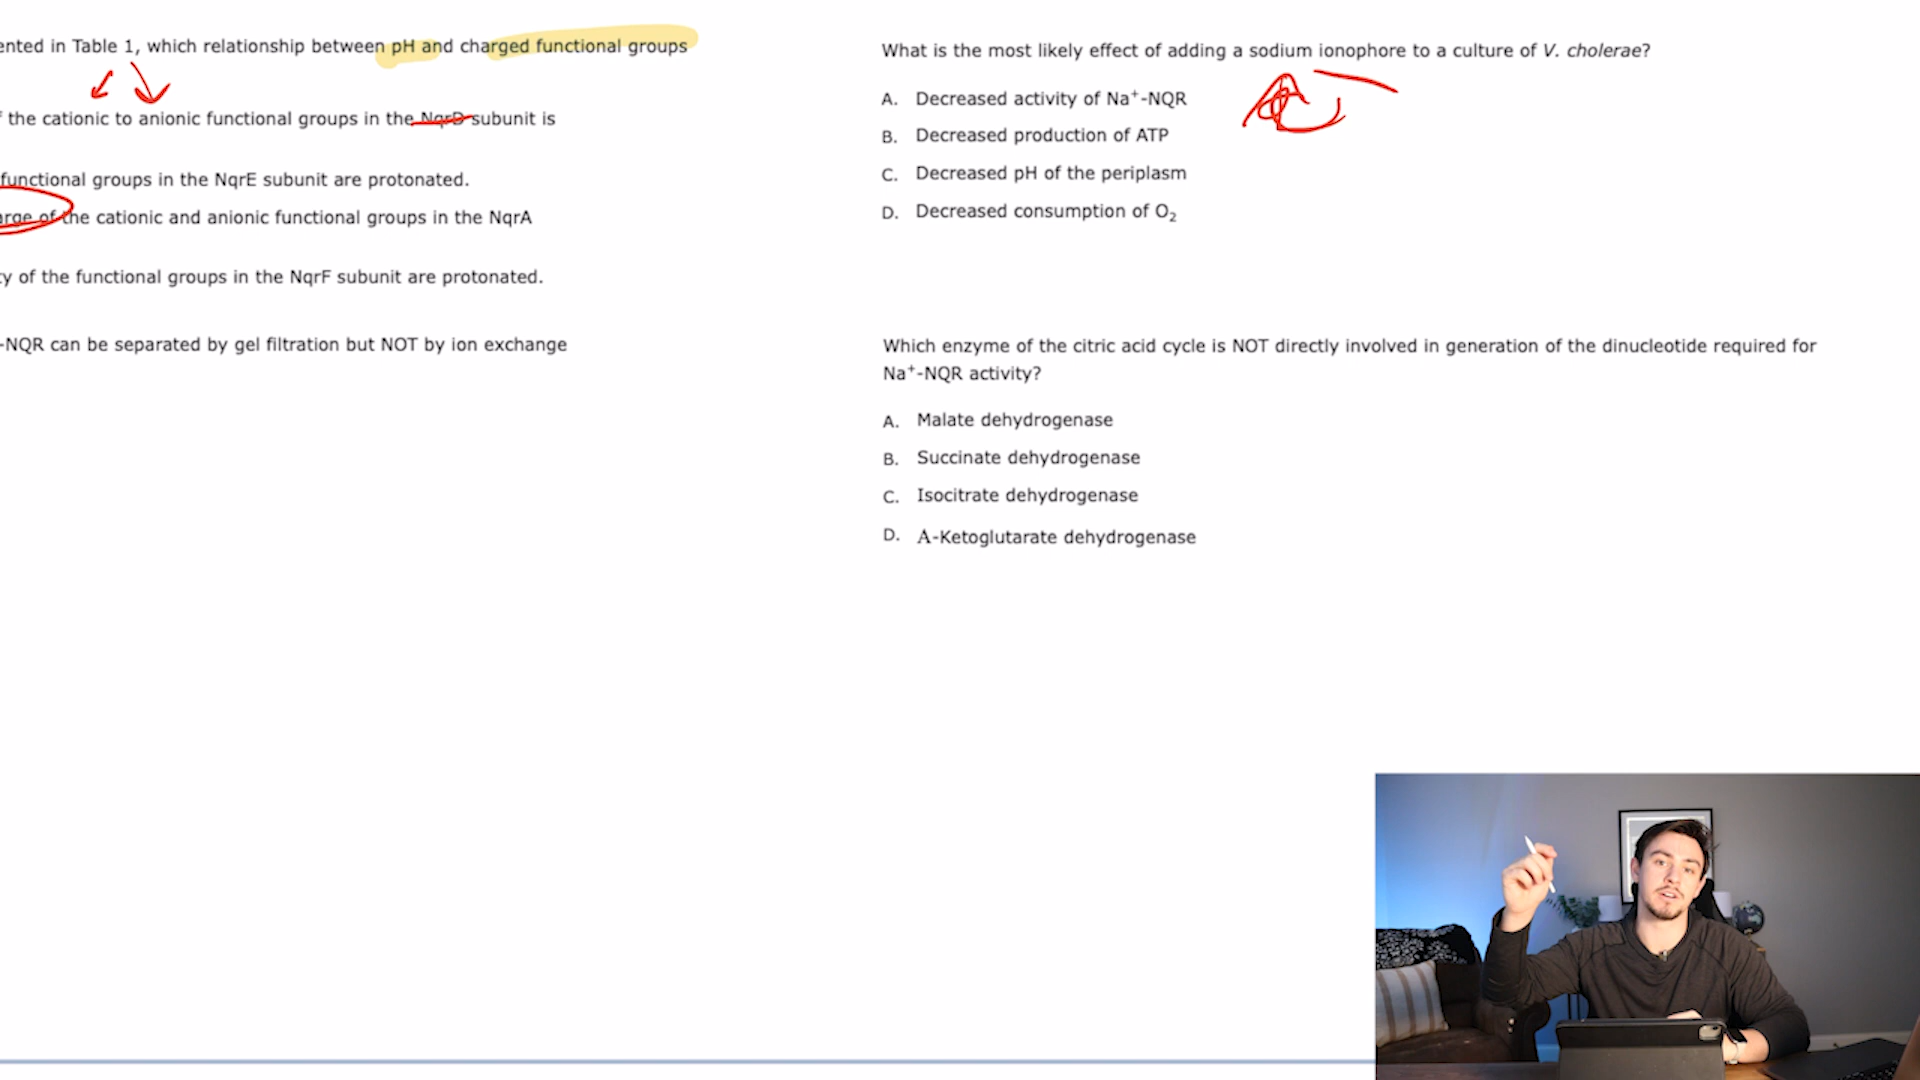 ented in Table 1, which relationship between pH and charged functional groups
the cationic to anionic functional groups in the NqrD subunit is
functional groups in the NqrE subunit are protonated.
arge of the cationic and anionic functional groups in the NqrA
ty of the functional groups in the NqrF subunit are protonated.
-NQR can be separated by gel filtration but NOT by ion exchange
What is the most likely effect of adding a sodium ionophore to a culture of V. cholerae?
A. Decreased activity of Na⁺-NQR
B. Decreased production of ATP
C. Decreased pH of the periplasm
D. Decreased consumption of O₂
Which enzyme of the citric acid cycle is NOT directly involved in generation of the dinucleotide required for
Na⁺-NQR activity?
A. Malate dehydrogenase
B. Succinate dehydrogenase
C. Isocitrate dehydrogenase
D. A-Ketoglutarate dehydrogenase